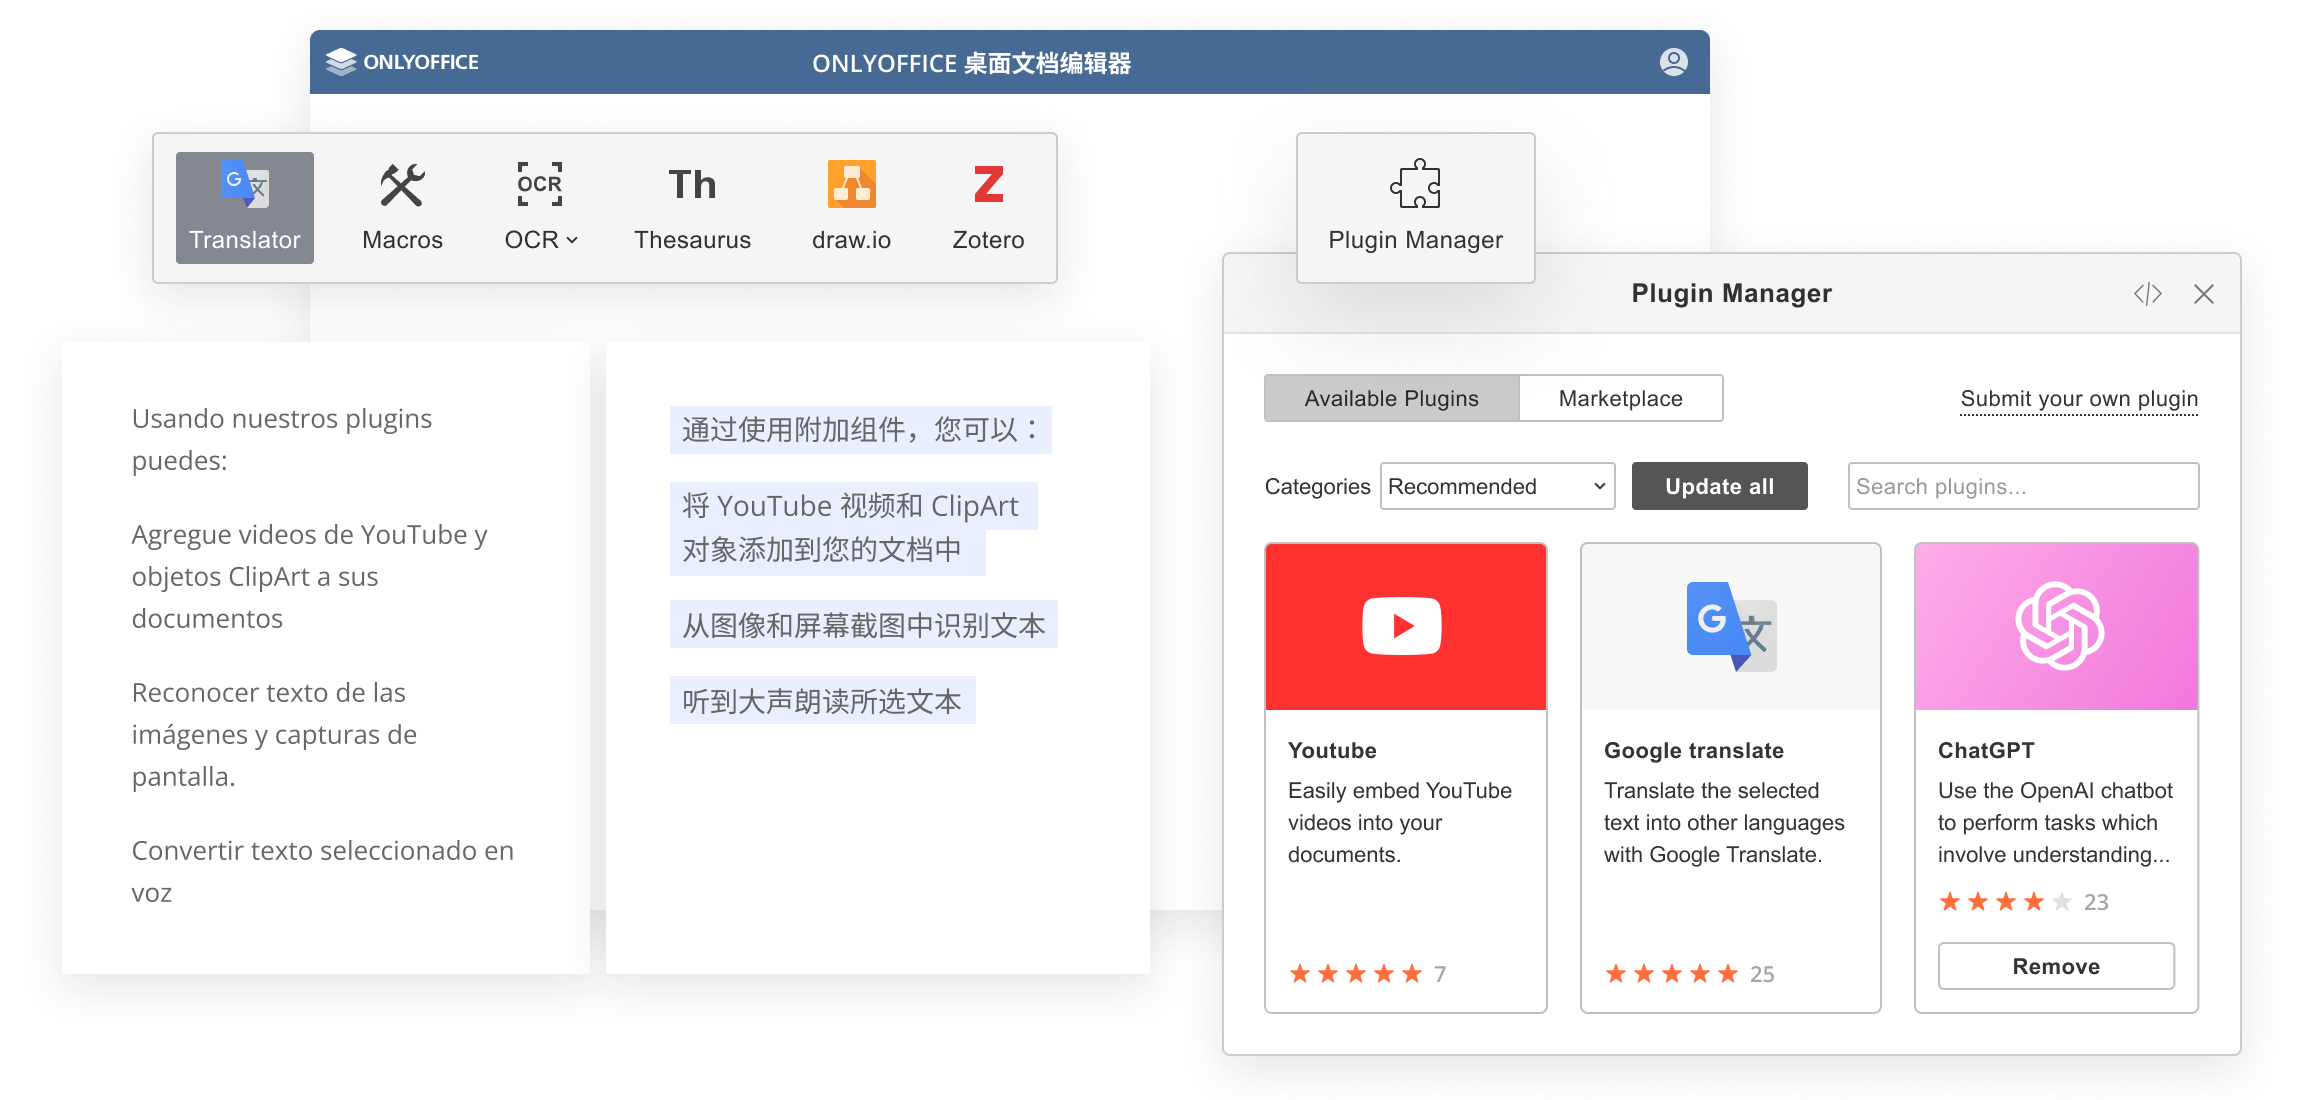 ONLYOFFICE
ONLYOFFICE 桌面文档编辑器
G 文
Translator
Macros
OCR
OCR
Th
Thesaurus
draw.io
Z
Zotero
Plugin Manager
Usando nuestros plugins
puedes:
Agregue videos de YouTube y
objetos ClipArt a sus
documentos
Reconocer texto de las
imágenes y capturas de
pantalla.
Convertir texto seleccionado en
voz
通过使用附加组件，您可以：
将 YouTube 视频和 ClipArt
对象添加到您的文档中
从图像和屏幕截图中识别文本
听到大声朗读所选文本
Plugin Manager
</>
Available Plugins
Marketplace
Submit your own plugin
Categories
Recommended
Update all
Search plugins...
Youtube
Easily embed YouTube
videos into your
documents.
7
G 文
Google translate
Translate the selected
text into other languages
with Google Translate.
25
ChatGPT
Use the OpenAI chatbot
to perform tasks which
involve understanding...
23
Remove